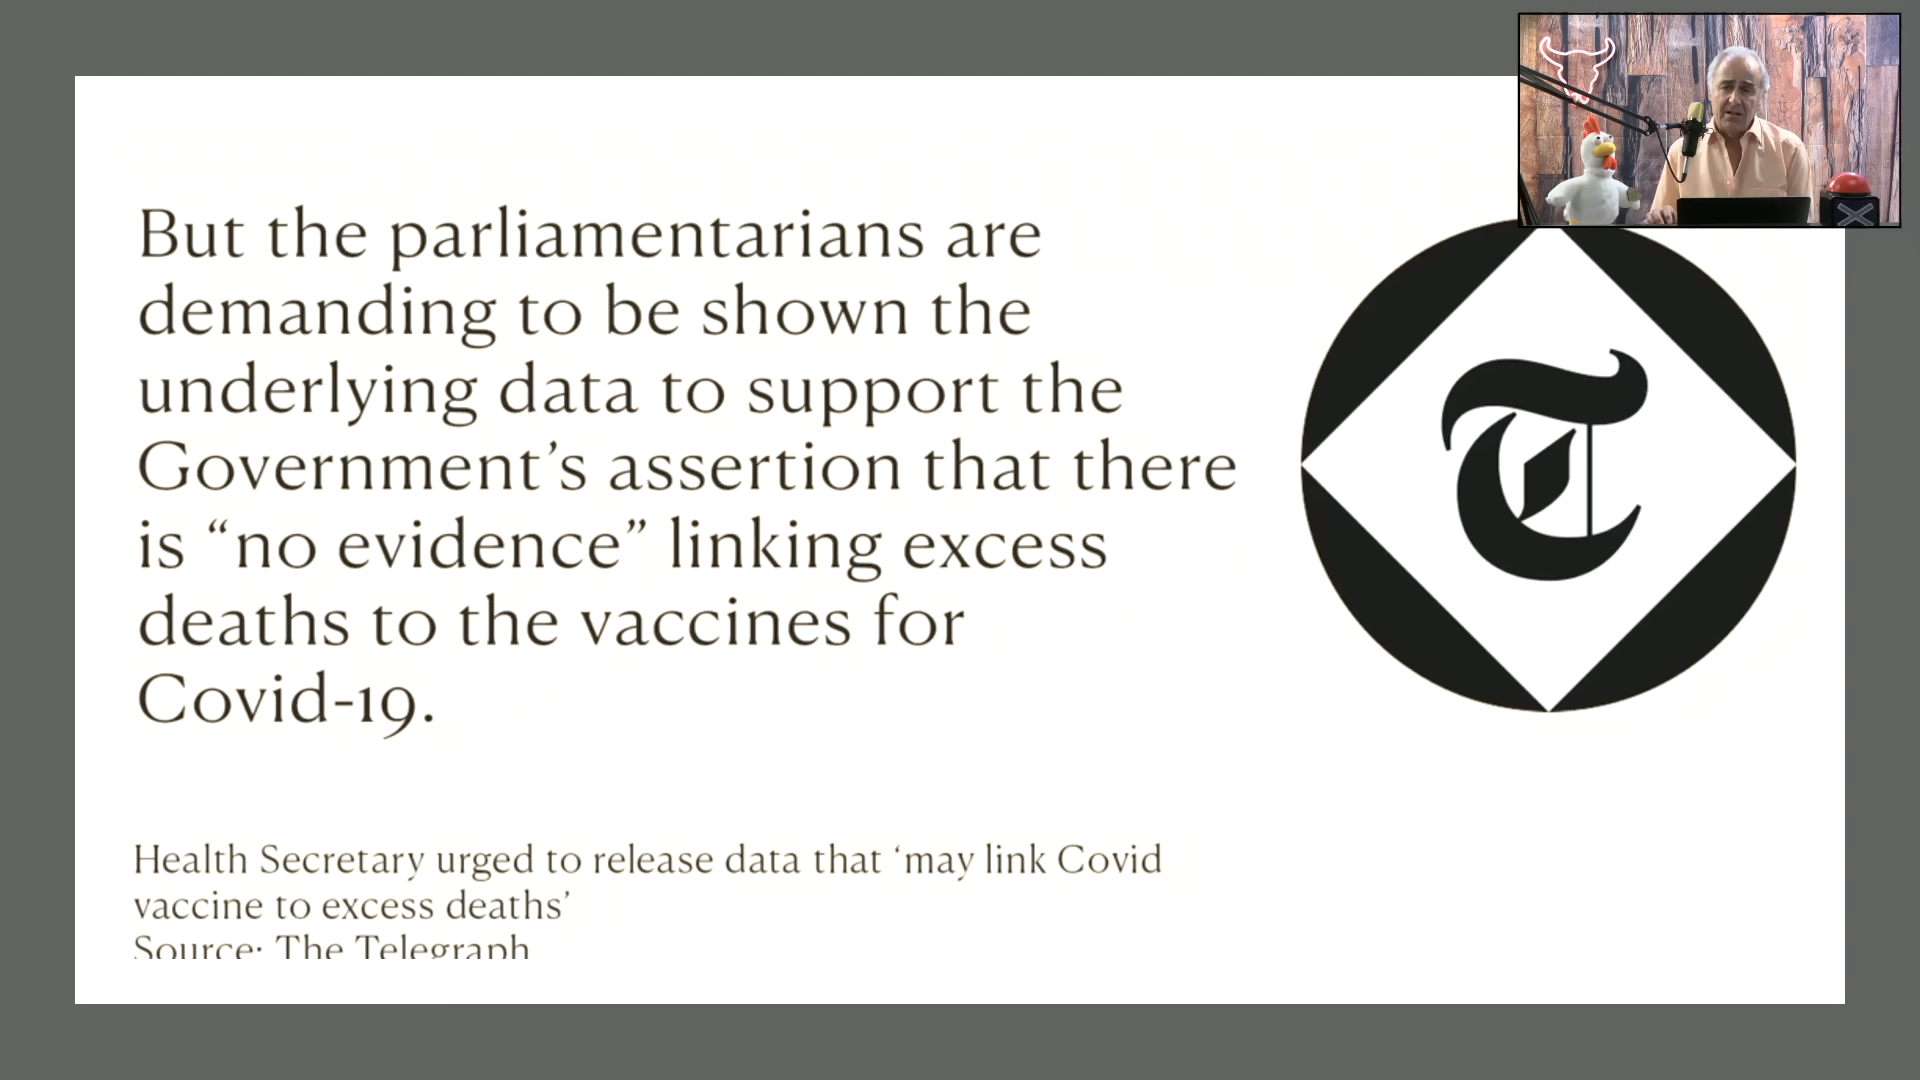 But the parliamentarians are
demanding to be shown the
underlying data to support the
Government’s assertion that there
is “no evidence” linking excess
deaths to the vaccines for
Covid-19.
Health Secretary urged to release data that ‘may link Covid
vaccine to excess deaths’
Source: The Telegraph
T